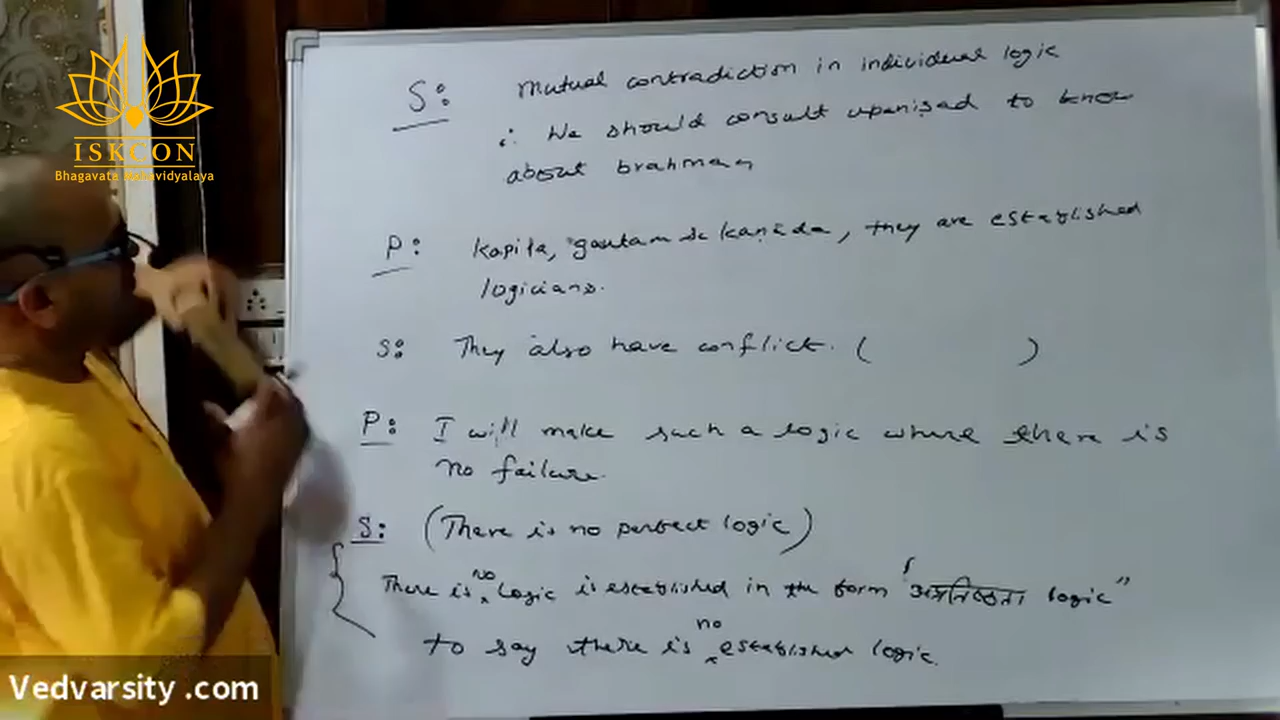 ISKCON
Bhagavata Mahavidyalaya
S: Mutual contradiction in individual logic
∴ We should consult upanisad to know
about brahman
P: Kapila, gautam & kanāda, they are established
logicians.
S: They also have conflict. ( )
P: I will make such a logic where there is
no failure.
S: (There is no perfect logic)
There is no logic is established in the form "अप्रतिष्ठता logic"
to say there is no established logic.
Vedvarsity .com